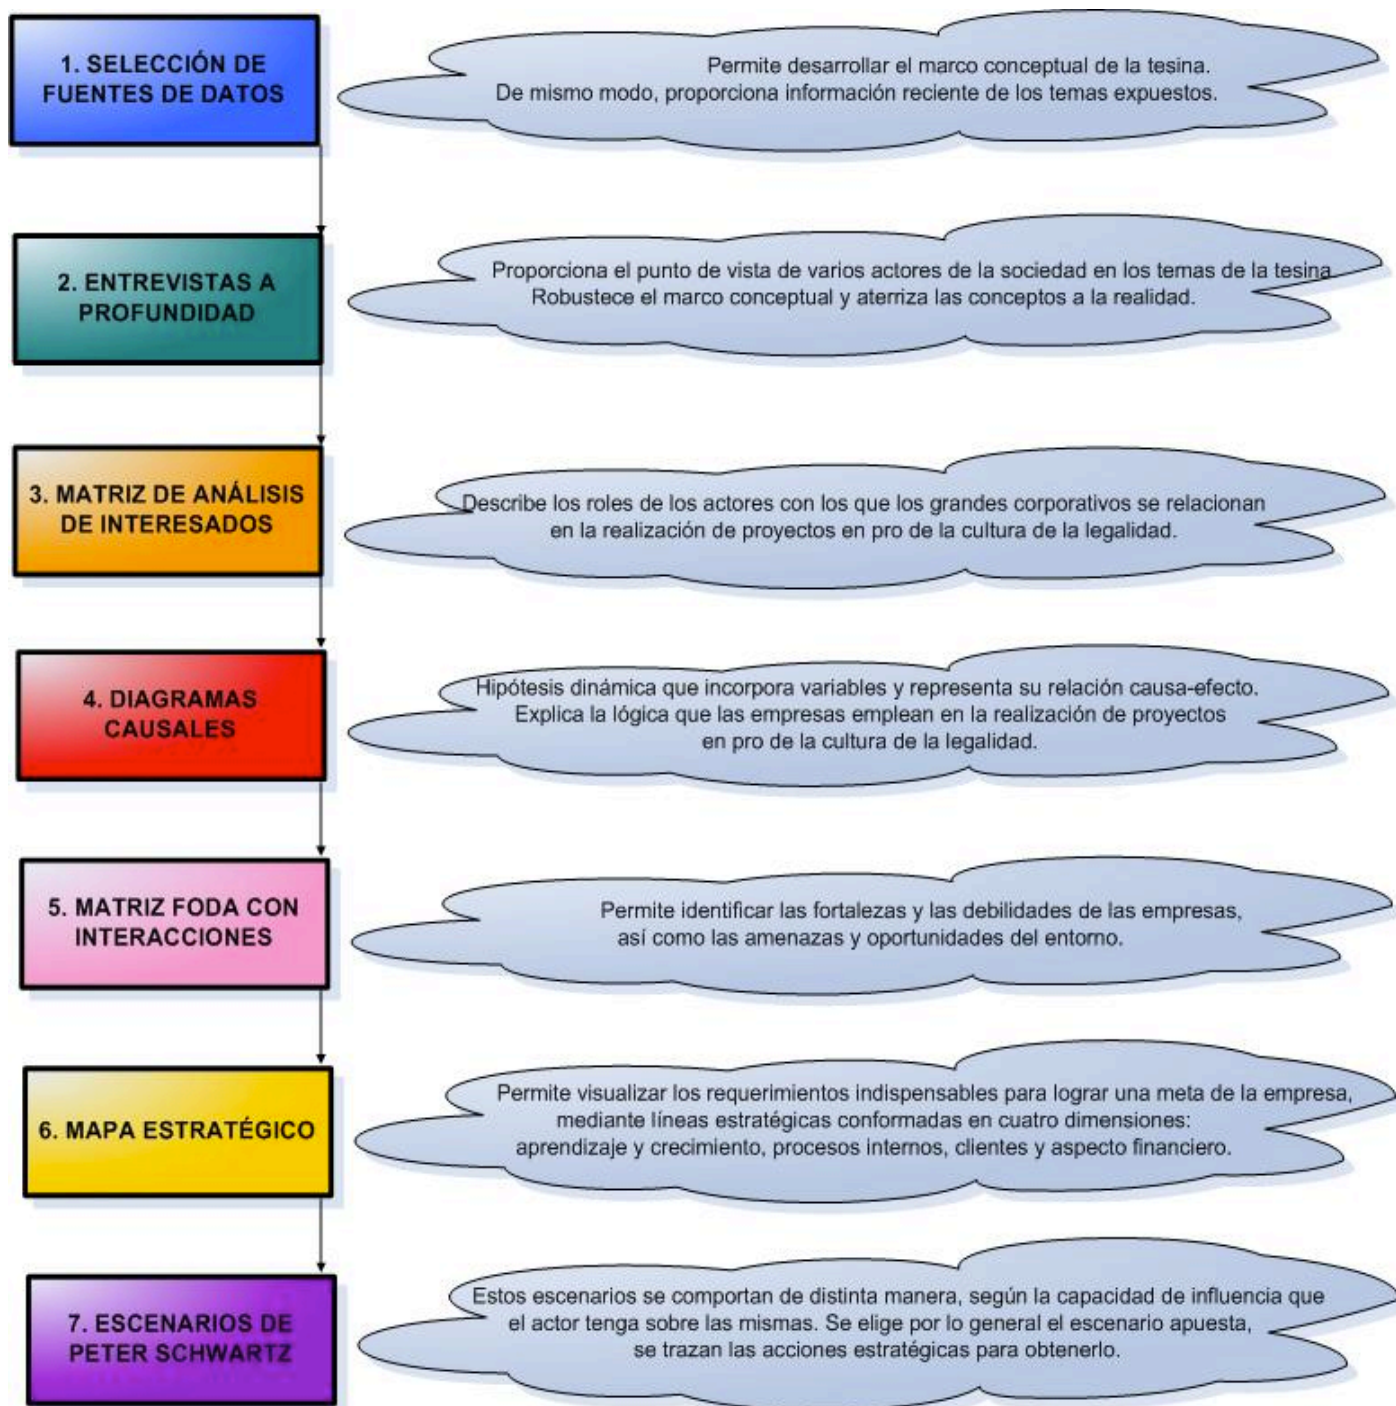 1. SELECCIÓN DE
FUENTES DE DATOS
Permite desarrollar el marco conceptual de la tesina.
De mismo modo, proporciona información reciente de los temas expuestos.
2. ENTREVISTAS A
PROFUNDIDAD
Proporciona el punto de vista de varios actores de la sociedad en los temas de la tesina
Robustece el marco conceptual y aterriza las conceptos a la realidad.
3. MATRIZ DE ANÁLISIS
DE INTERESADOS
Describe los roles de los actores con los que los grandes corporativos se relacionan
en la realización de proyectos en pro de la cultura de la legalidad.
4. DIAGRAMAS
CAUSALES
Hipótesis dinámica que incorpora variables y representa su relación causa-efecto.
Explica la lógica que las empresas emplean en la realización de proyectos
en pro de la cultura de la legalidad.
5. MATRIZ FODA CON
INTERACCIONES
Permite identificar las fortalezas y las debilidades de las empresas,
así como las amenazas y oportunidades del entorno.
6. MAPA ESTRATÉGICO
Permite visualizar los requerimientos indispensables para lograr una meta de la empresa,
mediante líneas estratégicas conformadas en cuatro dimensiones:
aprendizaje y crecimiento, procesos internos, clientes y aspecto financiero.
7. ESCENARIOS DE
PETER SCHWARTZ
Estos escenarios se comportan de distinta manera, según la capacidad de influencia que
el actor tenga sobre las mismas. Se elige por lo general el escenario apuesta,
se trazan las acciones estratégicas para obtenerlo.